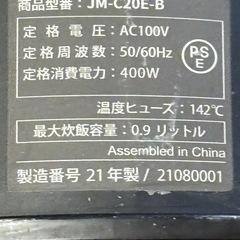 商品型番：JM-C20E-B
定格電圧：AC100V
定格周波数：50/60Hz
定格消費電力：400W
PSE
温度ヒューズ：142℃
最大炊飯容量：0.9 リットル
Assembled in China
製造番号 21年製/ 21080001